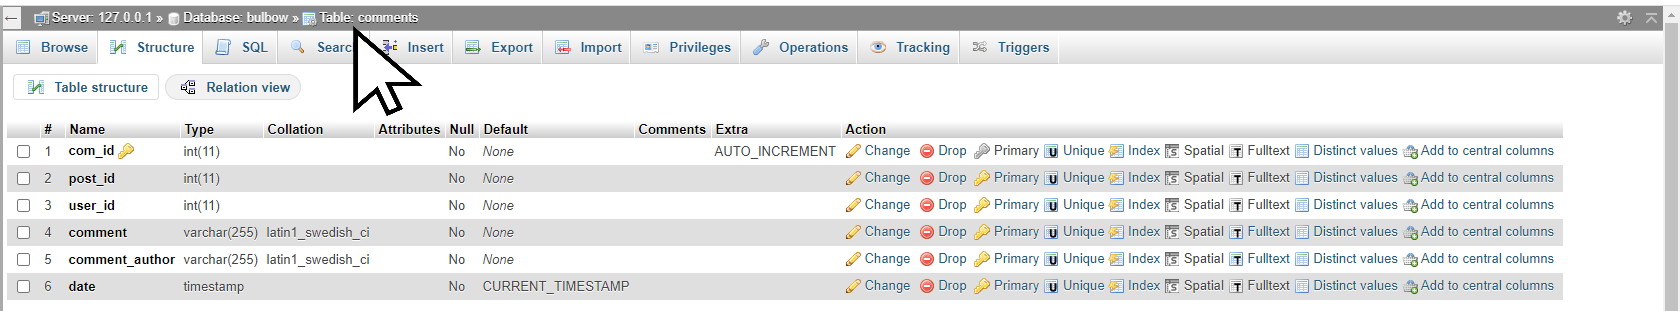 Server: 127.0.0.1 » Database: bulbow » Table: comments
Browse Structure SQL Search Insert Export Import Privileges Operations Tracking Triggers
Table structure Relation view
# Name Type Collation Attributes Null Default Comments Extra Action
1 com_id int(11) No None AUTO_INCREMENT Change Drop Primary Unique Index Spatial Fulltext Distinct values Add to central columns
2 post_id int(11) No None Change Drop Primary Unique Index Spatial Fulltext Distinct values Add to central columns
3 user_id int(11) No None Change Drop Primary Unique Index Spatial Fulltext Distinct values Add to central columns
4 comment varchar(255) latin1_swedish_ci No None Change Drop Primary Unique Index Spatial Fulltext Distinct values Add to central columns
5 comment_author varchar(255) latin1_swedish_ci No None Change Drop Primary Unique Index Spatial Fulltext Distinct values Add to central columns
6 date timestamp No CURRENT_TIMESTAMP Change Drop Primary Unique Index Spatial Fulltext Distinct values Add to central columns